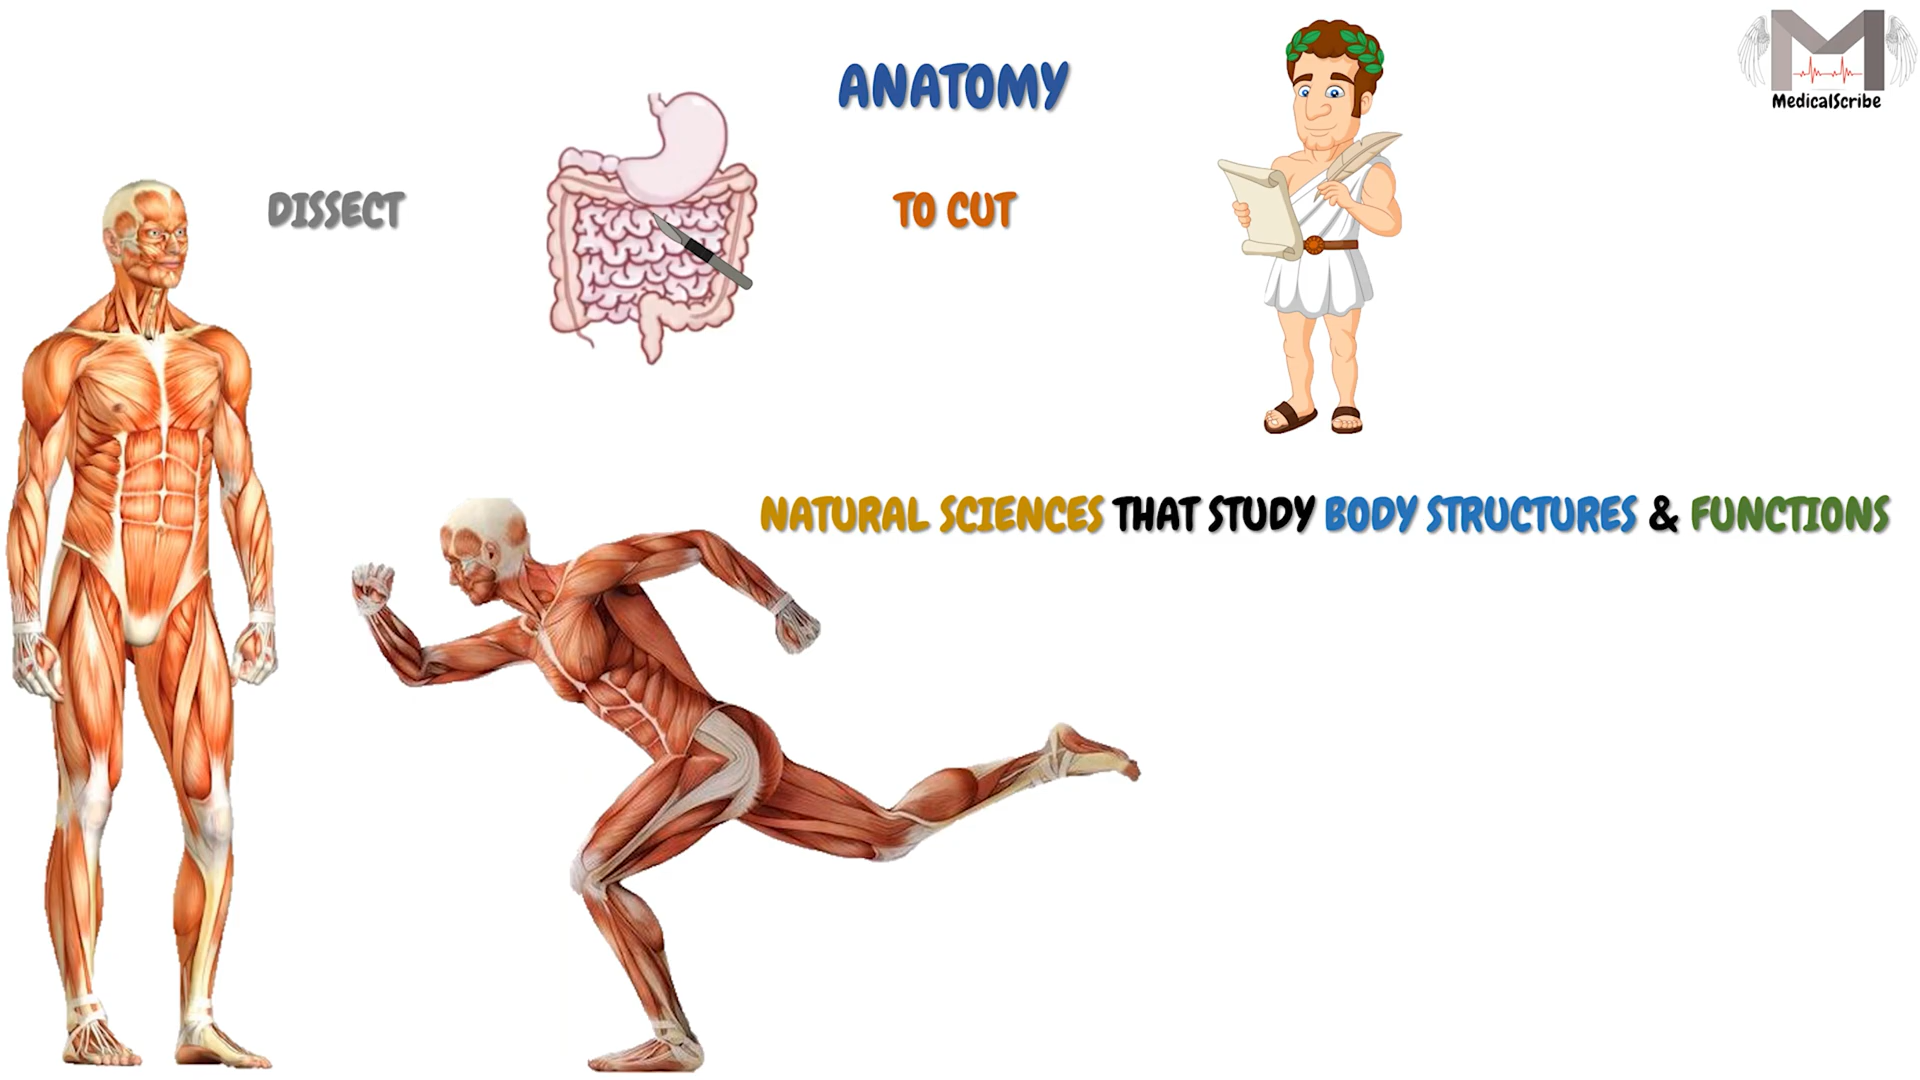 ANATOMY
MedicalScribe
DISSECT
TO CUT
NATURAL SCIENCES THAT STUDY BODY STRUCTURES & FUNCTIONS